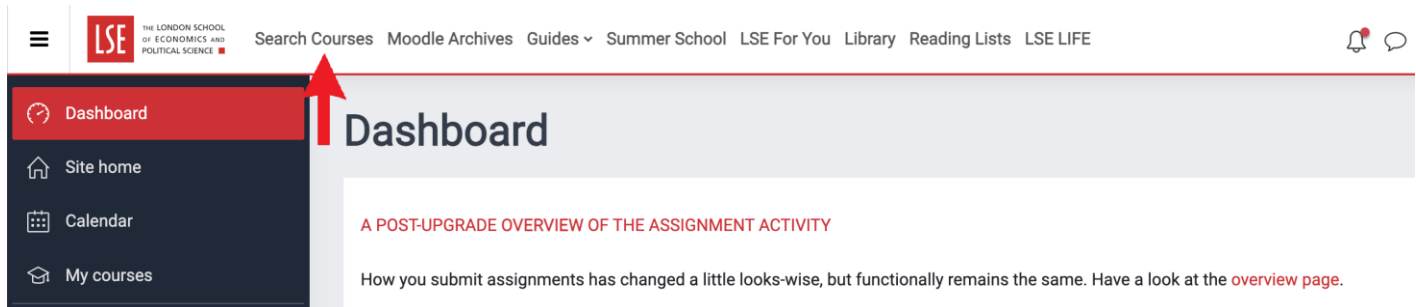 THE LONDON SCHOOL
OF ECONOMICS AND
POLITICAL SCIENCE
LSE
Search Courses Moodle Archives Guides Summer School LSE For You Library Reading Lists LSE LIFE
Dashboard
Site home
Calendar
My courses
Dashboard
A POST-UPGRADE OVERVIEW OF THE ASSIGNMENT ACTIVITY
How you submit assignments has changed a little looks-wise, but functionally remains the same. Have a look at the overview page.